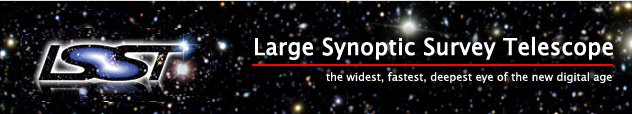 LSST
Large Synoptic Survey Telescope
the widest, fastest, deepest eye of the new digital age